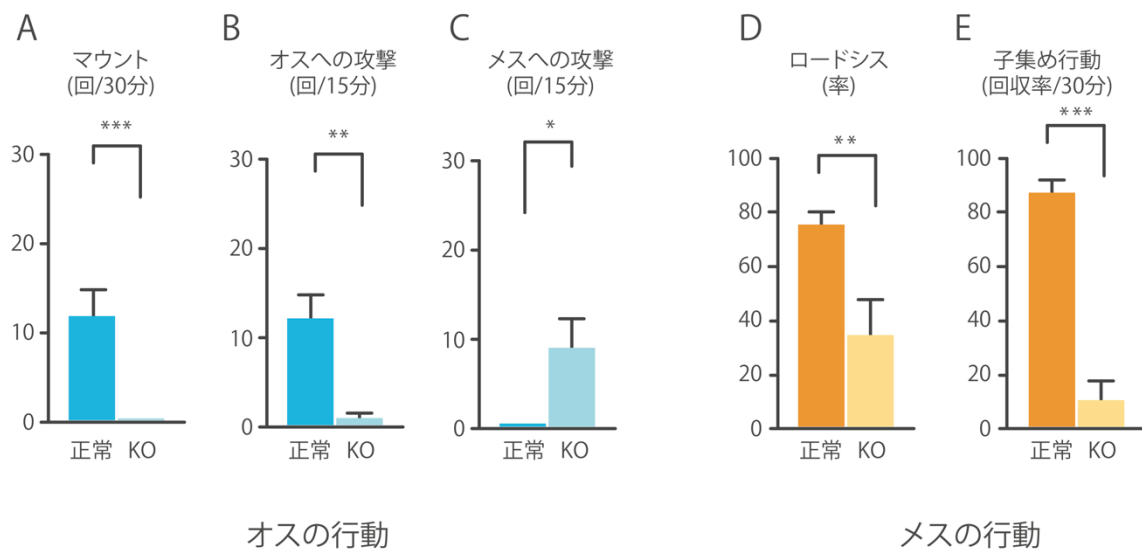 A
マウント
(回/30分)
***
30
20
10
0
正常 KO
B
オスへの攻撃
(回/15分)
**
30
20
10
0
正常 KO
C
メスへの攻撃
(回/15分)
*
30
20
10
0
正常 KO
オスの行動
D
ロードシス
(率)
**
100
80
60
40
20
0
正常 KO
E
子集め行動
(回収率/30分)
***
100
80
60
40
20
0
正常 KO
メスの行動